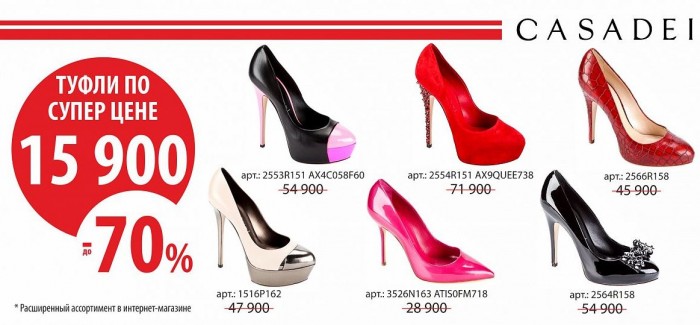 CASADEI
ТУФЛИ ПО
СУПЕР ЦЕНЕ
15 900
до
-70%
* Расширенный ассортимент в интернет-магазине
арт.: 2553R151 AX4C058F60
54 900
арт.: 2554R151 AX9QUEE738
71 900
арт.: 2566R158
45 900
арт.: 1516P162
47 900
арт.: 3526N163 ATIS0FM718
28 900
арт.: 2564R158
54 900